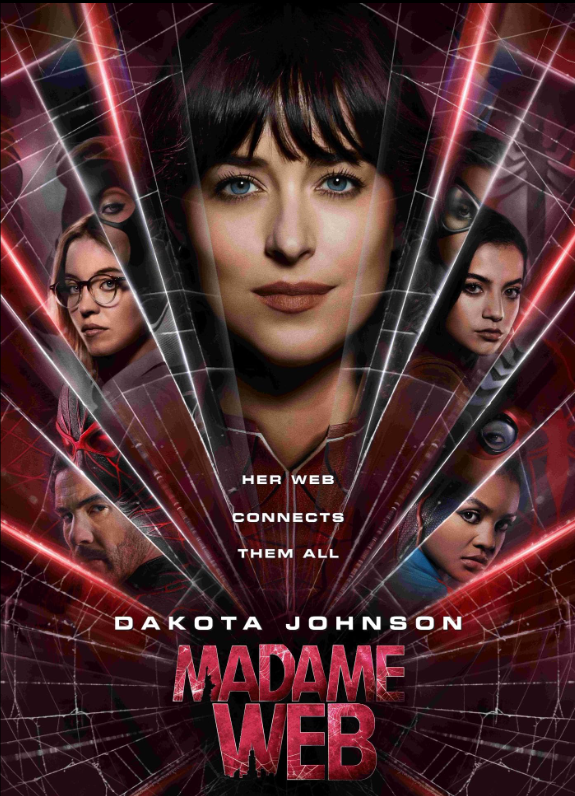 HER WEB
CONNECTS
THEM ALL
DAKOTA JOHNSON
MADAME
WEB